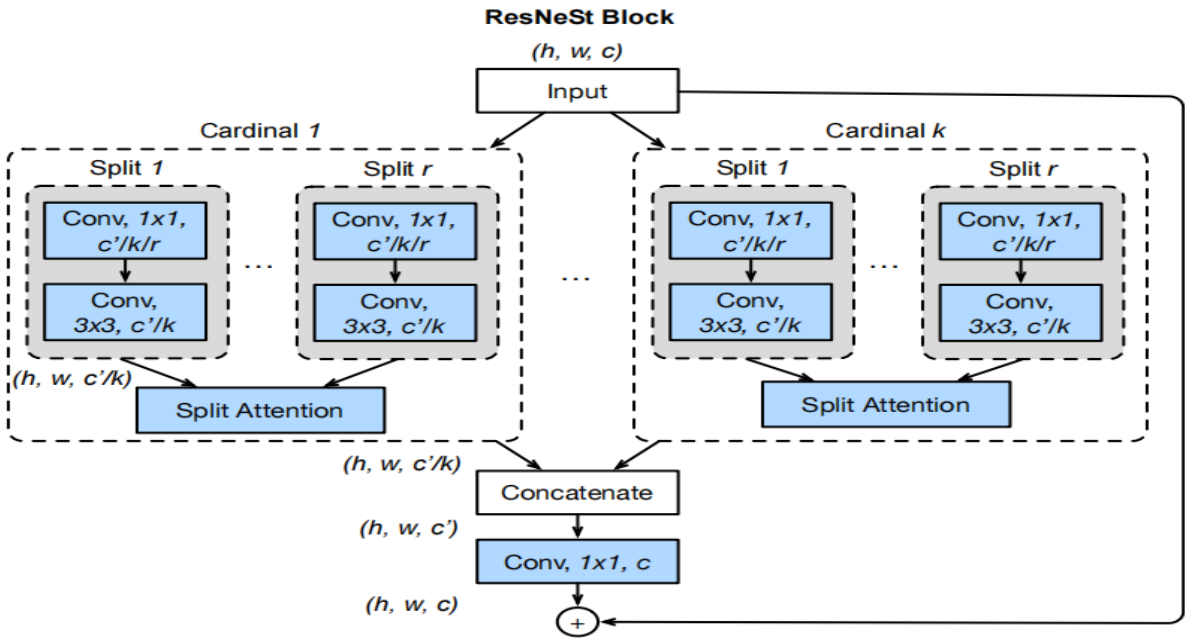 ResNeSt Block
(h, w, c)
Input
Cardinal 1
Cardinal k
Split 1
Split r
Split 1
Split r
Conv, 1x1,
c'/k/r
Conv, 1x1,
c'/k/r
Conv, 1x1,
c'/k/r
Conv, 1x1,
c'/k/r
...
...
...
Conv,
3x3, c'/k
Conv,
3x3, c'/k
Conv,
3x3, c'/k
Conv,
3x3, c'/k
(h, w, c'/k)
Split Attention
Split Attention
(h, w, c'/k)
Concatenate
(h, w, c')
Conv, 1x1, c
(h, w, c)
+